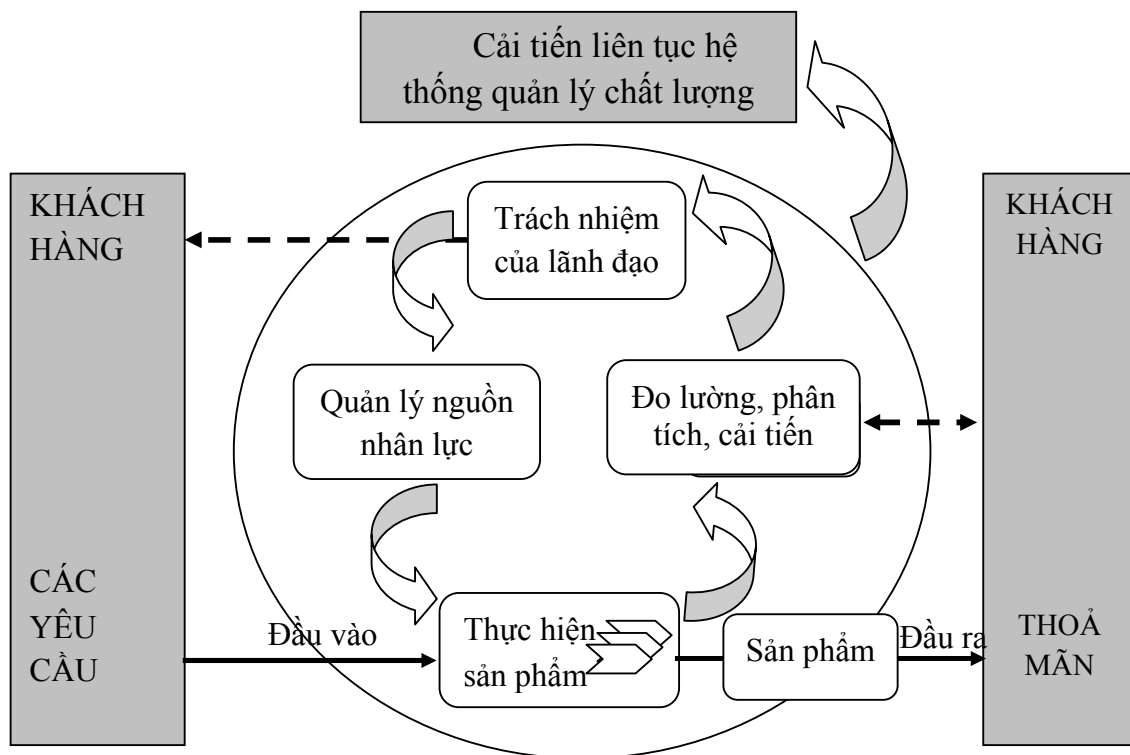 Cải tiến liên tục hệ
thống quản lý chất lượng
KHÁCH
HÀNG
CÁC
YÊU
CẦU
Trách nhiệm
của lãnh đạo
Quản lý nguồn
nhân lực
Đo lường, phân
tích, cải tiến
Đầu vào
Thực hiện
sản phẩm
Sản phẩm
Đầu ra
KHÁCH
HÀNG
THOẢ
MÃN